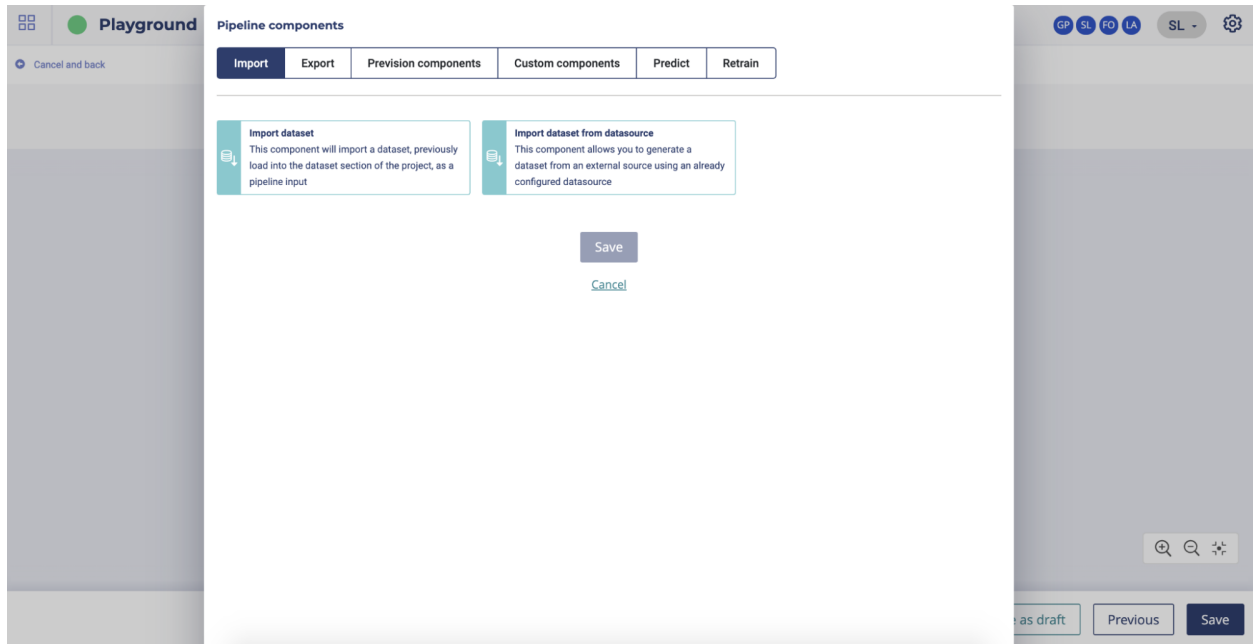 Playground
GP SL FO LA
SL
Cancel and back
Pipeline components
Import
Export
Prevision components
Custom components
Predict
Retrain
Import dataset
This component will import a dataset, previously
load into the dataset section of the project, as a
pipeline input
Import dataset from datasource
This component allows you to generate a
dataset from an external source using an already
configured datasource
Save
Cancel
as draft
Previous
Save